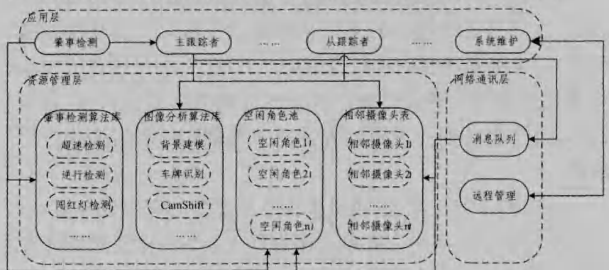 应用层
肇事检测
主跟踪者
……
从跟踪者
……
系统维护
资源管理层
网络通讯层
肇事检测算法库
超速检测
逆行检测
闯红灯检测
……
图像分析算法库
背景建模
车牌识别
CamShift
……
空闲角色池
空闲角色1
空闲角色2
……
空闲角色n
相邻摄像头表
相邻摄像头1
相邻摄像头2
……
相邻摄像头n
消息队列
远程管理